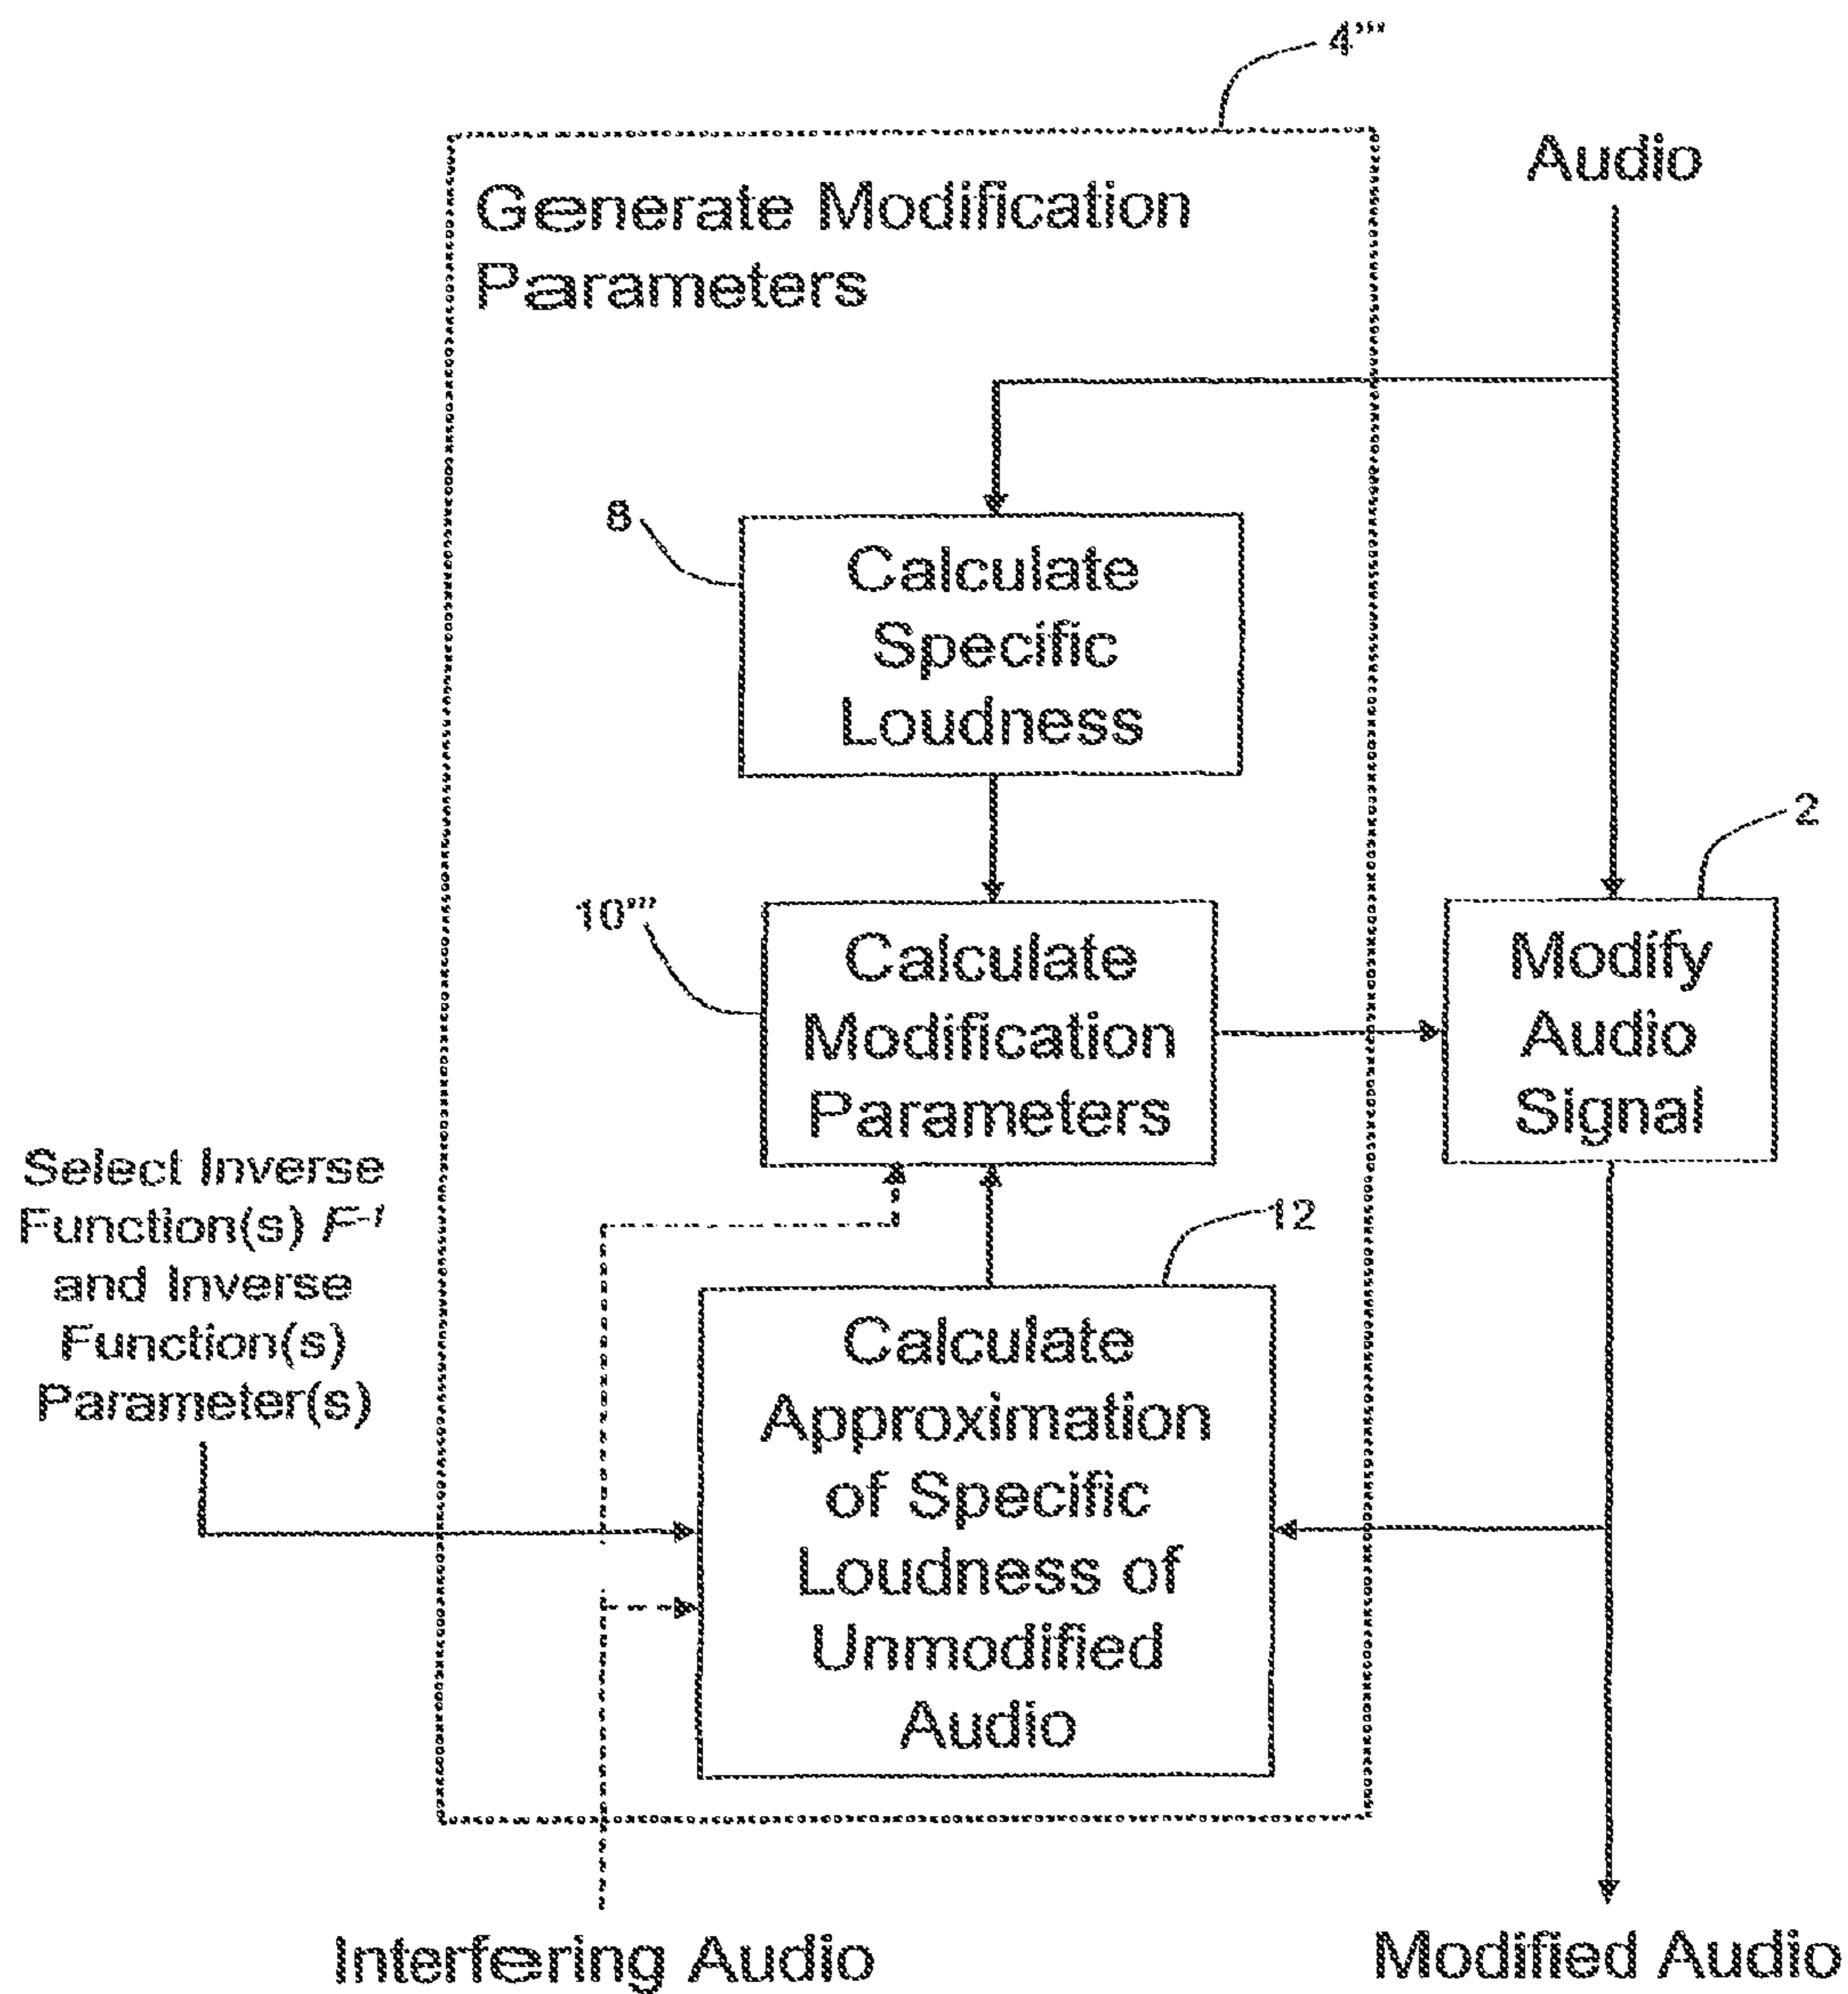 4'''
Audio
Generate Modification
Parameters
8
Calculate
Specific
Loudness
2
10'''
Calculate
Modification
Parameters
Modify
Audio
Signal
Select Inverse
Function(s) F⁻¹
and Inverse
Function(s)
Parameter(s)
12
Calculate
Approximation
of Specific
Loudness of
Unmodified
Audio
Interfering Audio
Modified Audio